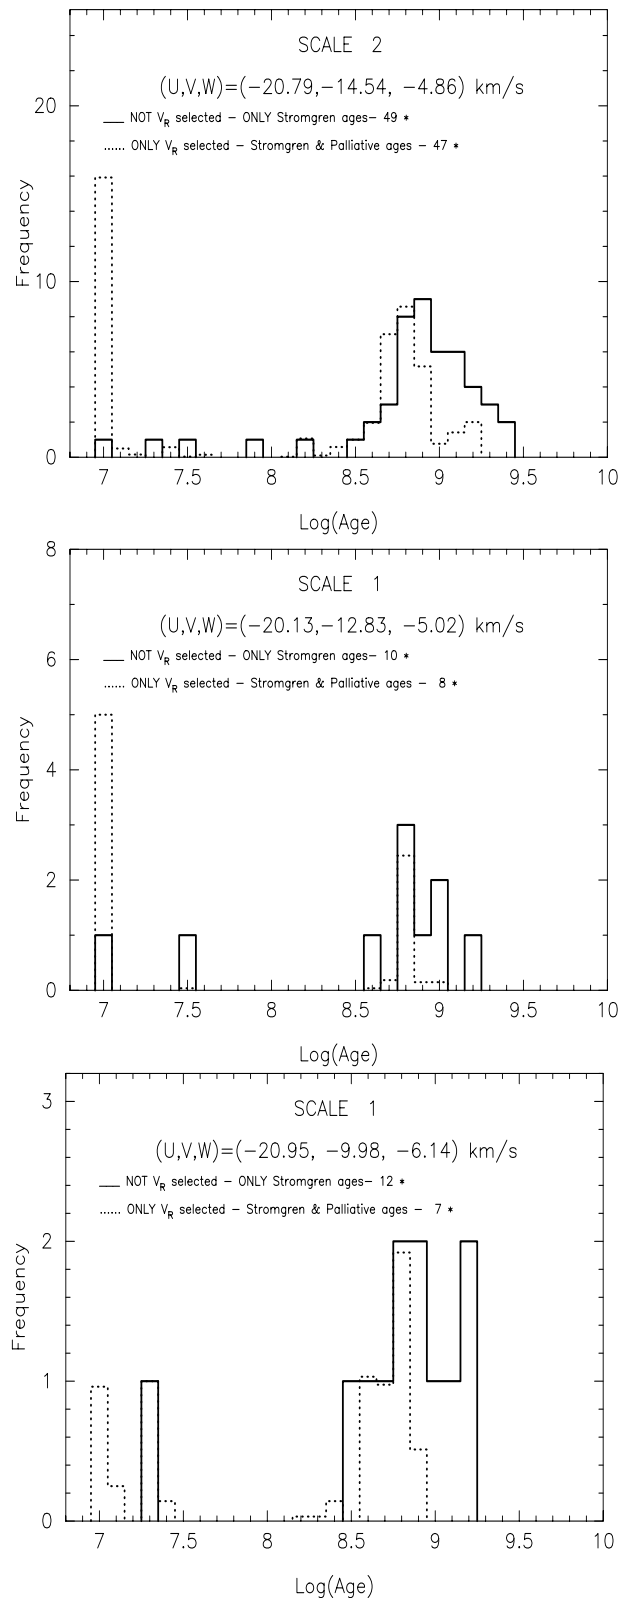 SCALE 2
(U,V,W)=(−20.79,−14.54, −4.86) km/s
NOT V_R selected − ONLY Stromgren ages− 49 *
ONLY V_R selected − Stromgren & Palliative ages − 47 *
Frequency
20
10
0
7 7.5 8 8.5 9 9.5 10
Log(Age)
SCALE 1
(U,V,W)=(−20.13,−12.83, −5.02) km/s
NOT V_R selected − ONLY Stromgren ages− 10 *
ONLY V_R selected − Stromgren & Palliative ages − 8 *
Frequency
8
6
4
2
0
7 7.5 8 8.5 9 9.5 10
Log(Age)
SCALE 1
(U,V,W)=(−20.95, −9.98, −6.14) km/s
NOT V_R selected − ONLY Stromgren ages− 12 *
ONLY V_R selected − Stromgren & Palliative ages − 7 *
Frequency
3
2
1
0
7 7.5 8 8.5 9 9.5 10
Log(Age)